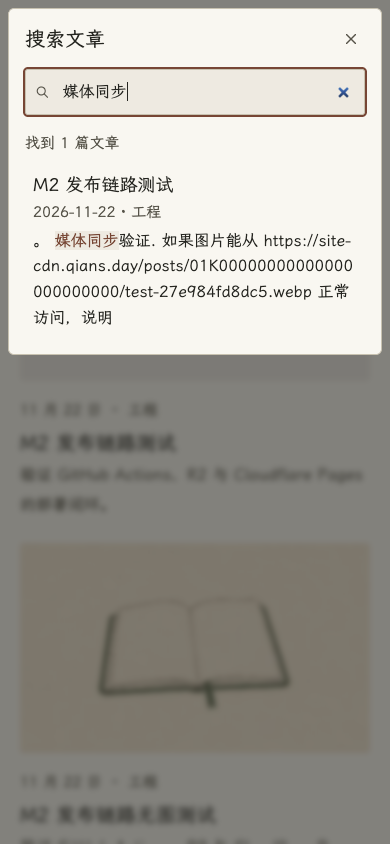 搜索文章
媒体同步
找到 1 篇文章
M2 发布链路测试
2026-11-22 · 工程
。 媒体同步验证. 如果图片能从 https://site-
cdn.qians.day/posts/01K00000000000000
000000000/test-27e984fd8dc5.webp 正常
访问，说明
11 月 22 日 · 工程
M2 发布链路测试
验证 GitHub Actions、R2 与 Cloudflare Pages
的部署闭环。
11 月 22 日 · 工程
M2 发布链路无图测试